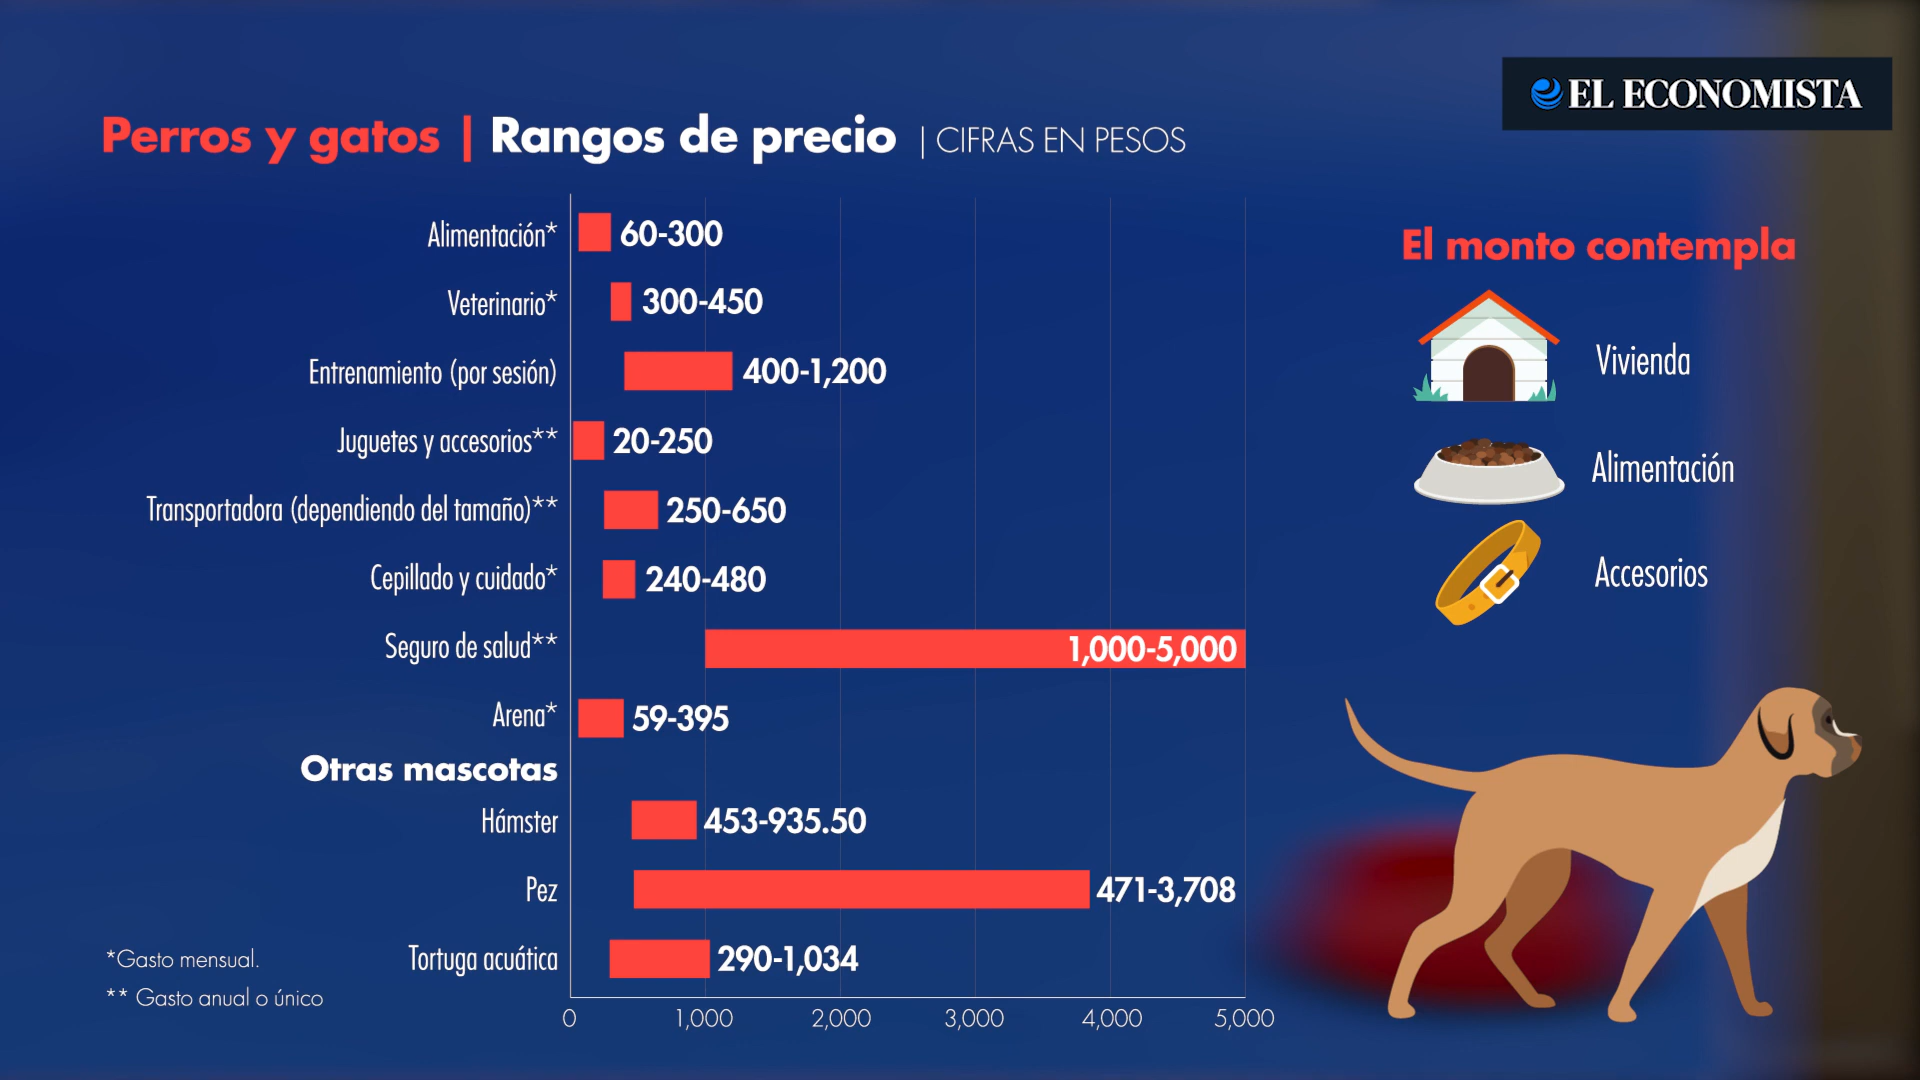 EL ECONOMISTA
Perros y gatos | Rangos de precio | CIFRAS EN PESOS
Alimentación* 60-300
Veterinario* 300-450
Entrenamiento (por sesión) 400-1,200
Juguetes y accesorios** 20-250
Transportadora (dependiendo del tamaño)** 250-650
Cepillado y cuidado* 240-480
Seguro de salud** 1,000-5,000
Arena* 59-395
Otras mascotas
Hámster 453-935.50
Pez 471-3,708
Tortuga acuática 290-1,034
0 1,000 2,000 3,000 4,000 5,000
*Gasto mensual.
** Gasto anual o único
El monto contempla
Vivienda
Alimentación
Accesorios